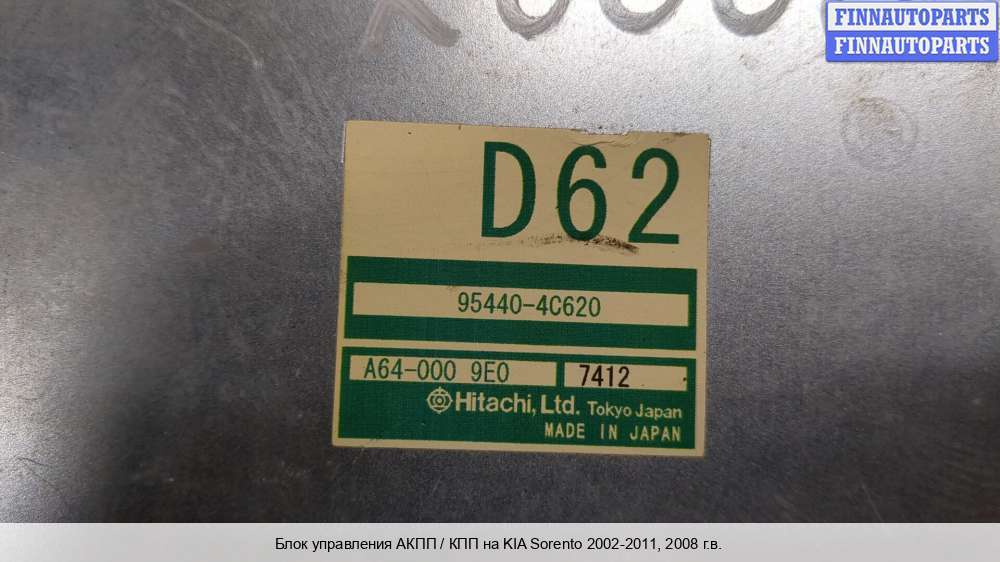 FINNAUTOPARTS
FINNAUTOPARTS
D62
95440-4C620
A64-000 9E0 7412
Hitachi, Ltd. Tokyo Japan
MADE IN JAPAN
Блок управления АКПП / КПП на KIA Sorento 2002-2011, 2008 г.в.